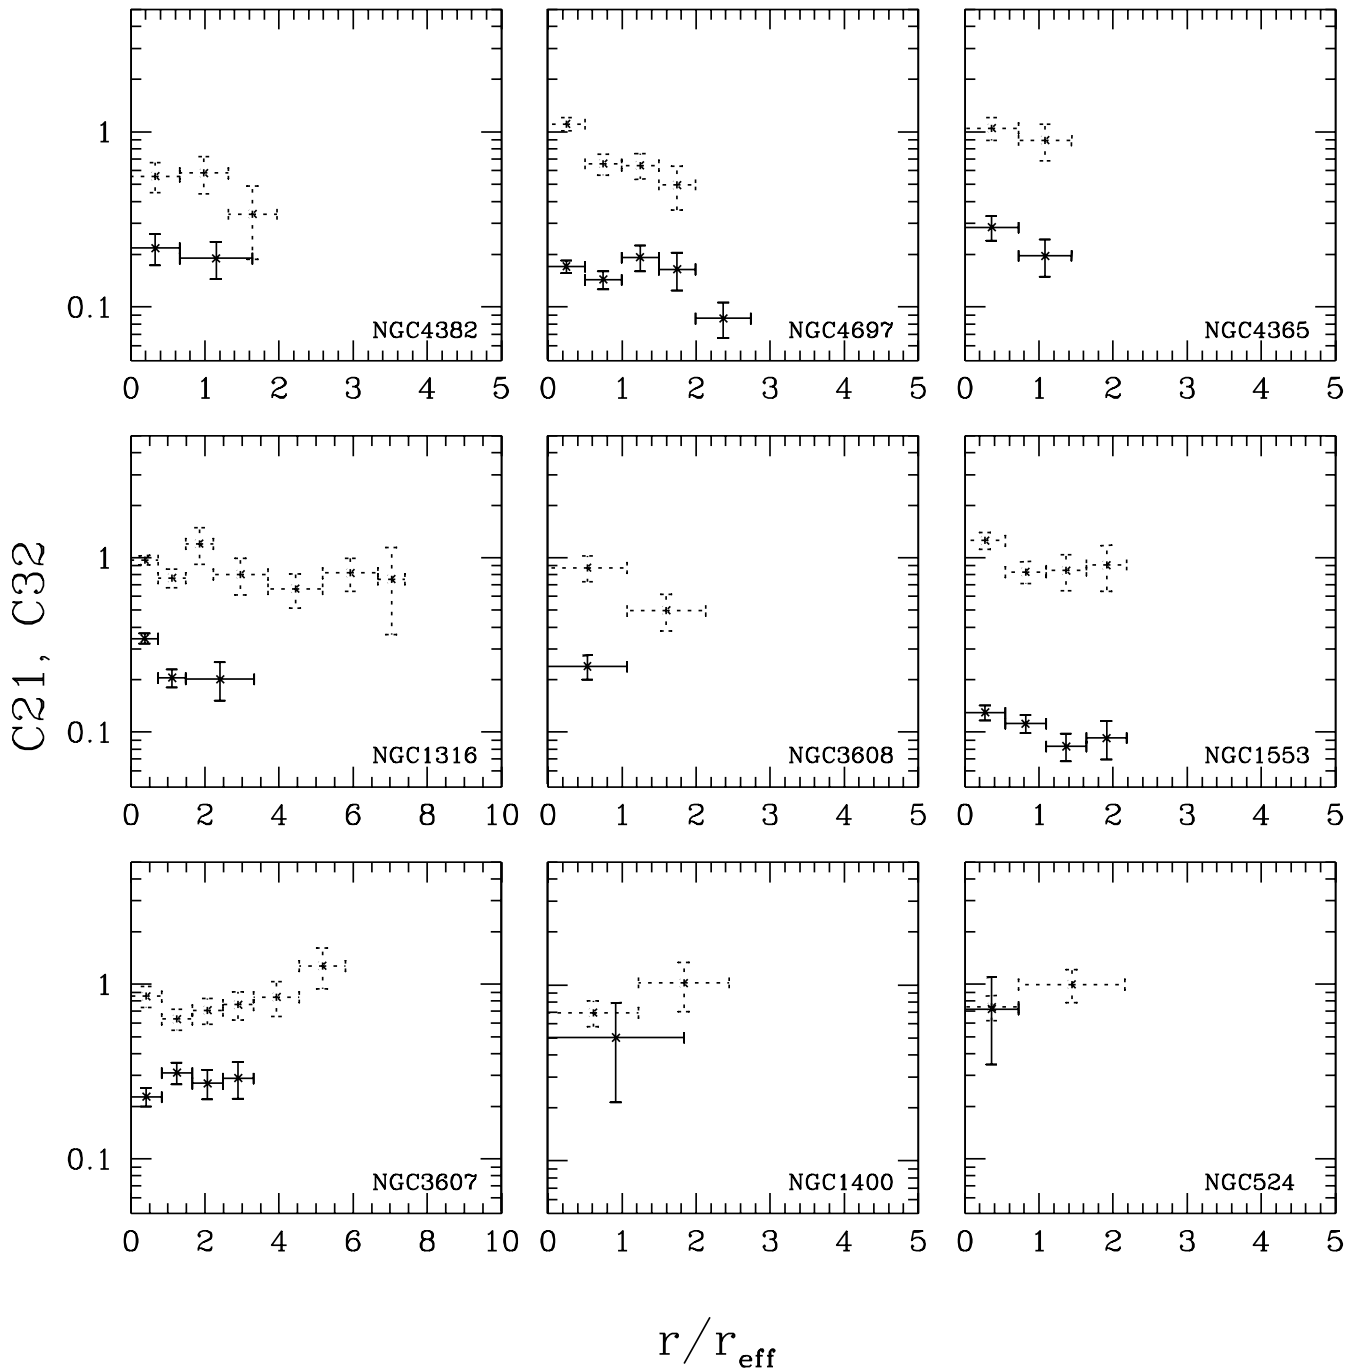 1
0.1
NGC4382
NGC4697
NGC4365
0 1 2 3 4 5
0 1 2 3 4 5
0 1 2 3 4 5
C21, C32
1
0.1
NGC1316
NGC3608
NGC1553
0 2 4 6 8 10
0 1 2 3 4 5
0 1 2 3 4 5
1
0.1
NGC3607
NGC1400
NGC524
0 2 4 6 8 10
0 1 2 3 4 5
0 1 2 3 4 5
r/r_eff